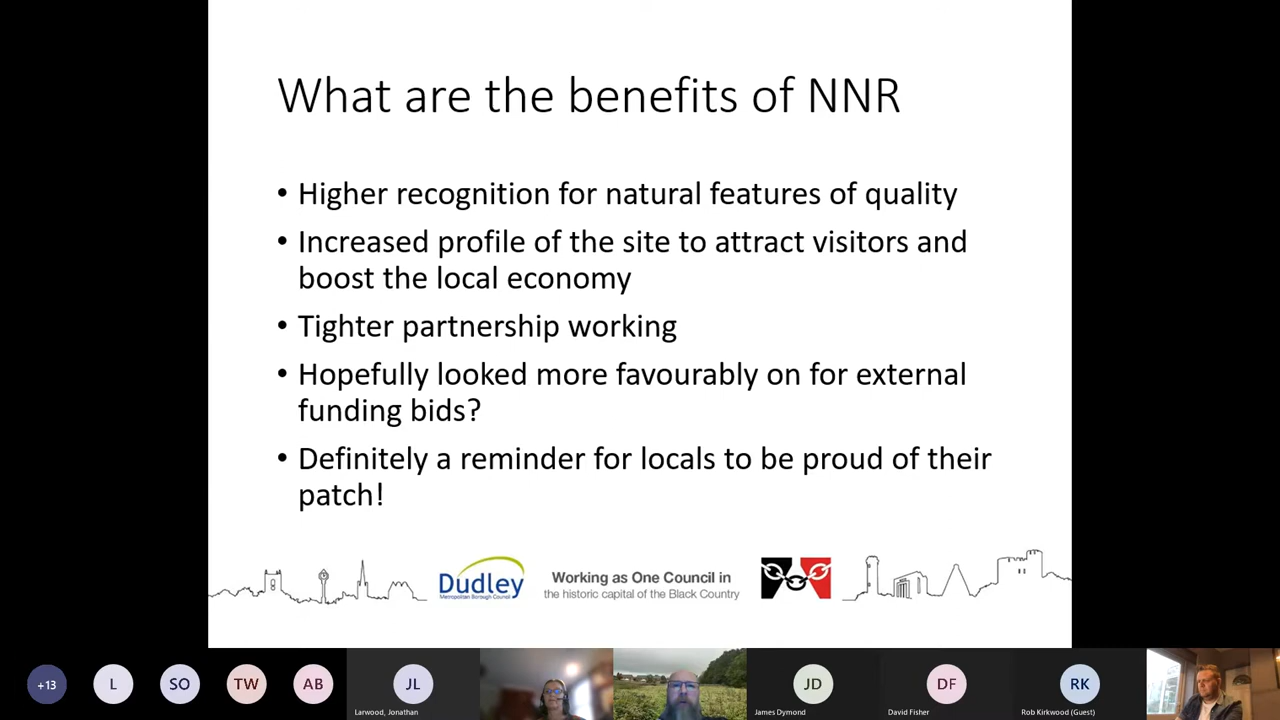 What are the benefits of NNR
• Higher recognition for natural features of quality
• Increased profile of the site to attract visitors and
boost the local economy
• Tighter partnership working
• Hopefully looked more favourably on for external
funding bids?
• Definitely a reminder for locals to be proud of their
patch!
Dudley
Metropolitan Borough Council
Working as One Council in
the historic capital of the Black Country
+13
L
SO
TW
AB
JL
Larwood, Jonathan
JD
James Dymond
DF
David Fisher
RK
Rob Kirkwood (Guest)